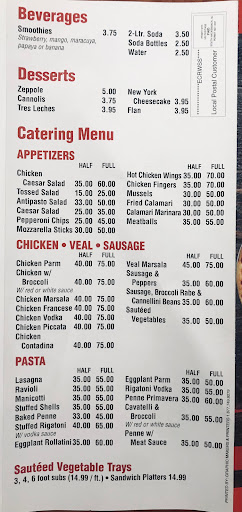 Beverages
Smoothies 3.75
Strawberry, mango, maracuya,
papaya or banana
2-Ltr. Soda 3.50
Soda Bottles 2.50
Water 2.50
****ECRWSS****
Local Postal Customer
Desserts
Zeppole 5.00
Cannolis 3.75
Tres Leches 3.95
New York
Cheesecake 3.95
Flan 3.95
Catering Menu
APPETIZERS
HALF FULL
Chicken
Caesar Salad 35.00 60.00
Tossed Salad 15.00 25.00
Antipasto Salad 33.00 50.00
Caesar Salad 25.00 35.00
Pepperoni Chips 25.00 45.00
Mozzarella Sticks 30.00 50.00
HALF FULL
Hot Chicken Wings 35.00 70.00
Chicken Fingers 35.00 70.00
Mussels 30.00 50.00
Fried Calamari 30.00 50.00
Calamari Marinara 30.00 50.00
Meatballs 35.00 55.00
CHICKEN • VEAL • SAUSAGE
HALF FULL
Chicken Parm 40.00 75.00
Chicken w/
Broccoli 40.00 75.00
W/ red or white sauce
Chicken Marsala 40.00 75.00
Chicken Francese 40.00 75.00
Chicken Vodka 40.00 75.00
Chicken Piccata 40.00 75.00
Chicken
Contadina 40.00 75.00
HALF FULL
Veal Marsala 45.00 75.00
Sausage &
Peppers 35.00 60.00
Sausage, Broccoli Rabe &
Cannellini Beans 35.00 60.00
Sautéed
Vegetables 35.00 50.00
PASTA
HALF FULL
Lasagna 35.00 55.00
Ravioli 35.00 55.00
Manicotti 35.00 55.00
Stuffed Shells 35.00 55.00
Baked Penne 33.00 45.00
Stuffed Rigatoni 40.00 65.00
W/ vodka sauce
Eggplant Rollatini 35.00 60.00
HALF FULL
Eggplant Parm 35.00 50.00
Rigatoni Vodka 35.00 55.00
Penne Primavera 35.00 60.00
Cavatelli &
Broccoli 35.00 55.00
W/ red or white sauce
Penne w/
Meat Sauce 35.00 50.00
Sautéed Vegetable Trays
3, 4, 6 foot subs (14.99 / ft.) • Sandwich Platters 14.99